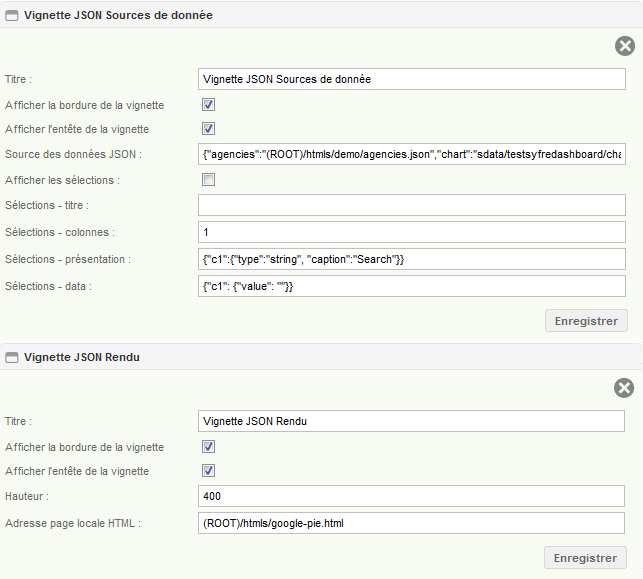 Vignette JSON Sources de donnée
Titre :
Vignette JSON Sources de donnée
Afficher la bordure de la vignette
Afficher l'entête de la vignette
Source des données JSON :
{"agencies":"(ROOT)/htmls/demo/agencies.json","chart":"sdata/testsyfredashboard/cha
Afficher les sélections :
Sélections - titre :
Sélections - colonnes :
1
Sélections - présentation :
{"c1":{"type":"string", "caption":"Search"}}
Sélections - data :
{"c1": {"value": ""}}
Enregistrer
Vignette JSON Rendu
Titre :
Vignette JSON Rendu
Afficher la bordure de la vignette
Afficher l'entête de la vignette
Hauteur :
400
Adresse page locale HTML :
(ROOT)/htmls/google-pie.html
Enregistrer